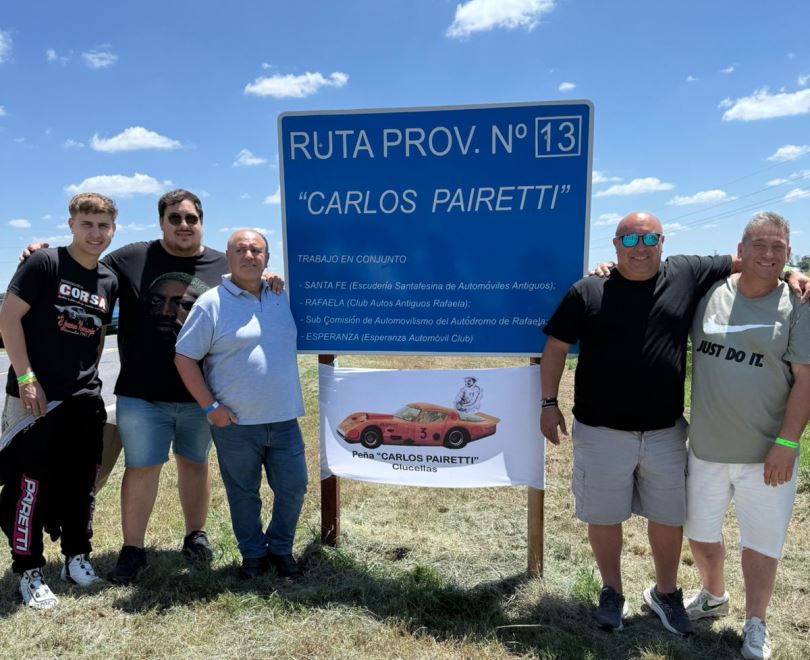 RUTA PROV. Nº 13
"CARLOS PAIRETTI"
TRABAJO EN CONJUNTO
- SANTA FE (Escudería Santafesina de Automóviles Antiguos);
- RAFAELA (Club Autos Antiguos Rafaela);
- Sub Comisión de Automovilismo del Autódromo de Rafaela;
- ESPERANZA (Esperanza Automóvil Club)
3
Peña "CARLOS PAIRETTI"
Clucellas
CORSA
PAIRETTI
JUST DO IT.